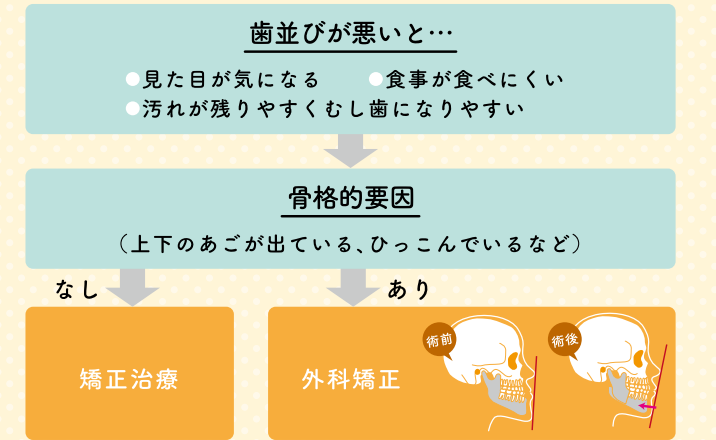 歯並びが悪いと…
●見た目が気になる ●食事が食べにくい
●汚れが残りやすくむし歯になりやすい
骨格的要因
（上下のあごが出ている、ひっこんでいるなど）
なし
あり
矯正治療
外科矯正
術前
術後